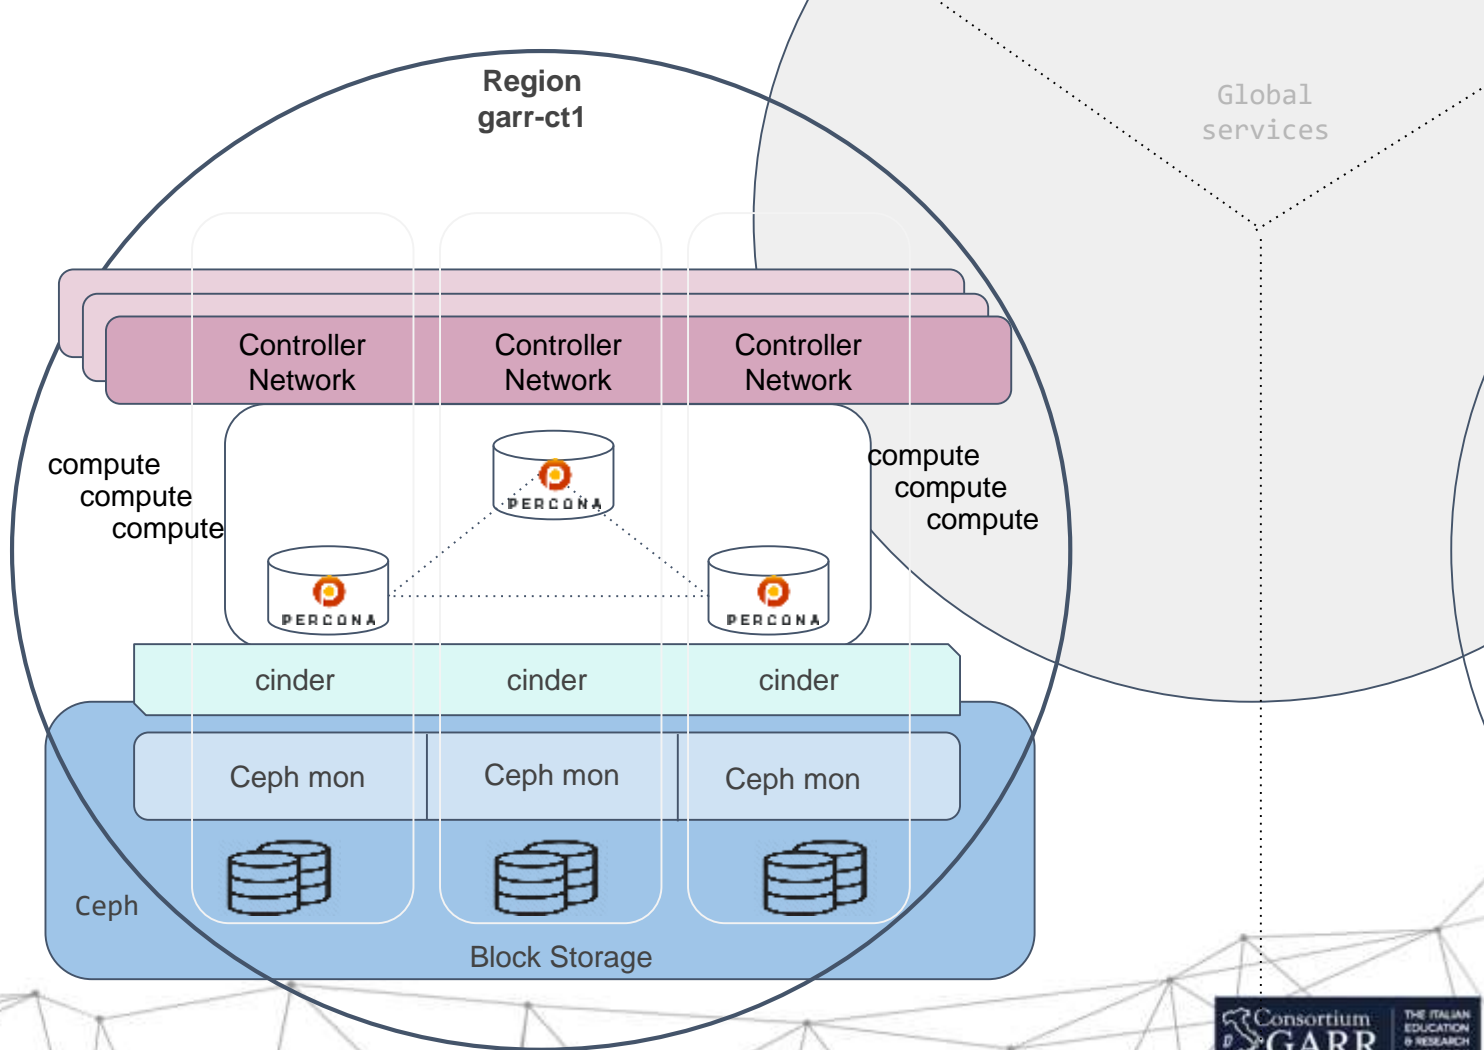 Region
garr-ct1
Global
services
Controller
Network
Controller
Network
Controller
Network
compute
compute
compute
compute
compute
compute
PERCONA
PERCONA
PERCONA
cinder
cinder
cinder
Ceph mon
Ceph mon
Ceph mon
Ceph
Block Storage
Consortium
GARR
THE ITALIAN
EDUCATION
& RESEARCH